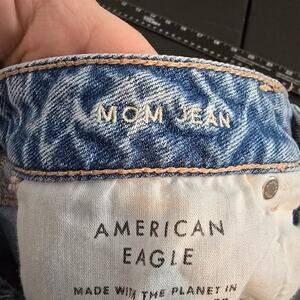 MOM JEAN
AMERICAN
EAGLE
MADE WITH THE PLANET IN